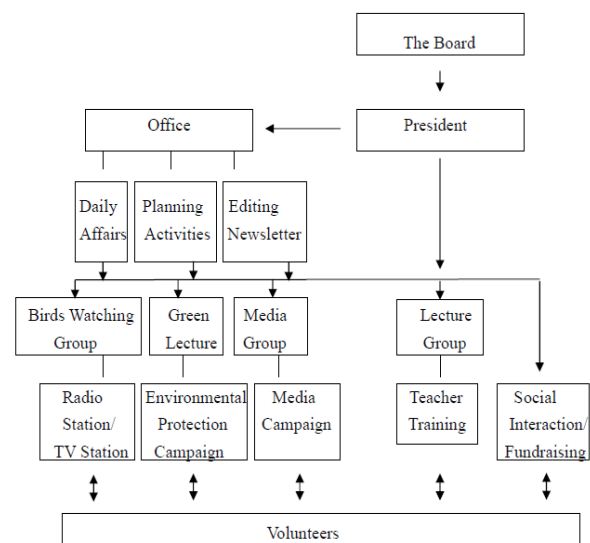 The Board
Office
President
Daily
Affairs
Planning
Activities
Editing
Newsletter
Birds Watching
Group
Green
Lecture
Media
Group
Lecture
Group
Radio
Station/
TV Station
Environmental
Protection
Campaign
Media
Campaign
Teacher
Training
Social
Interaction/
Fundraising
Volunteers